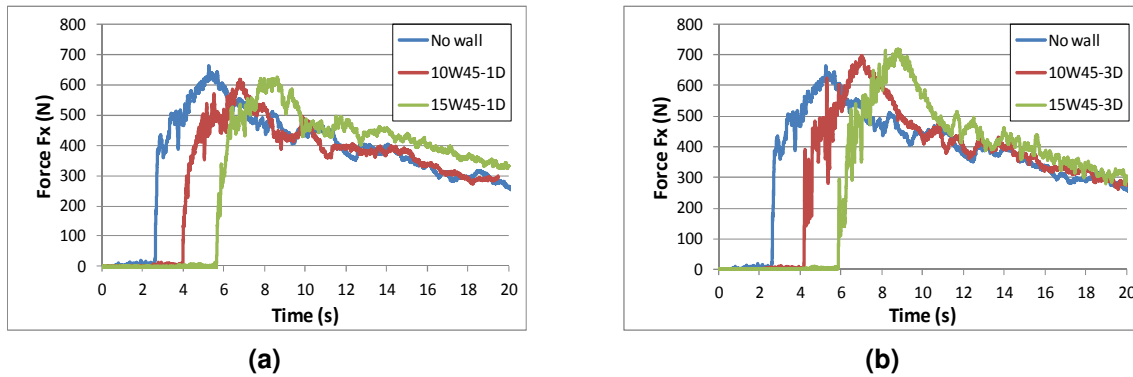 Force Fx (N)
800
700
600
500
400
300
200
100
0
No wall
10W45-1D
15W45-1D
0 2 4 6 8 10 12 14 16 18 20
Time (s)
(a)
Force Fx (N)
800
700
600
500
400
300
200
100
0
No wall
10W45-3D
15W45-3D
0 2 4 6 8 10 12 14 16 18 20
Time (s)
(b)